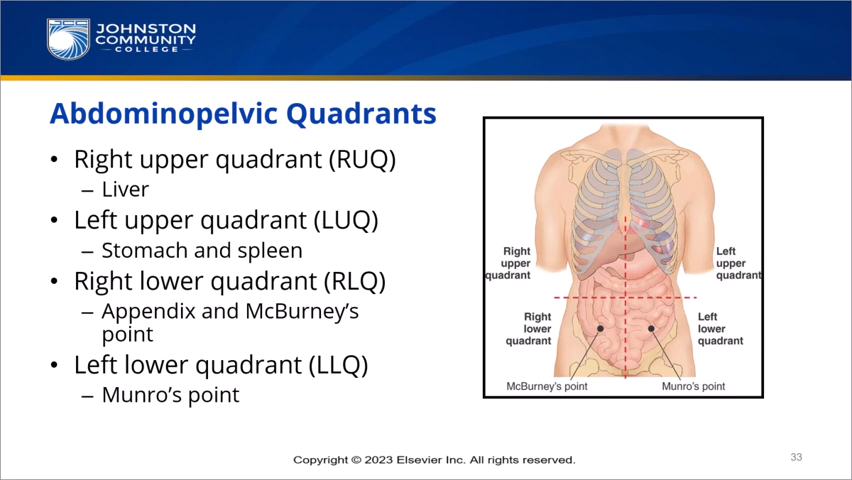 JOHNSTON
COMMUNITY
COLLEGE
Abdominopelvic Quadrants
• Right upper quadrant (RUQ)
– Liver
• Left upper quadrant (LUQ)
– Stomach and spleen
• Right lower quadrant (RLQ)
– Appendix and McBurney’s
point
• Left lower quadrant (LLQ)
– Munro’s point
Right
upper
quadrant
Left
upper
quadrant
Right
lower
quadrant
Left
lower
quadrant
McBurney's point
Munro's point
Copyright © 2023 Elsevier Inc. All rights reserved.
33